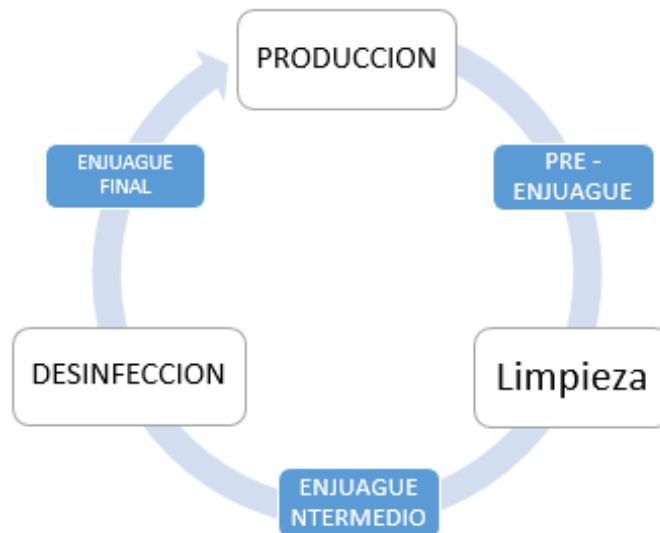 PRODUCCION
PRE -
ENJUAGUE
Limpieza
ENJUAGUE
NTERMEDIO
DESINFECCION
ENJUAGUE
FINAL